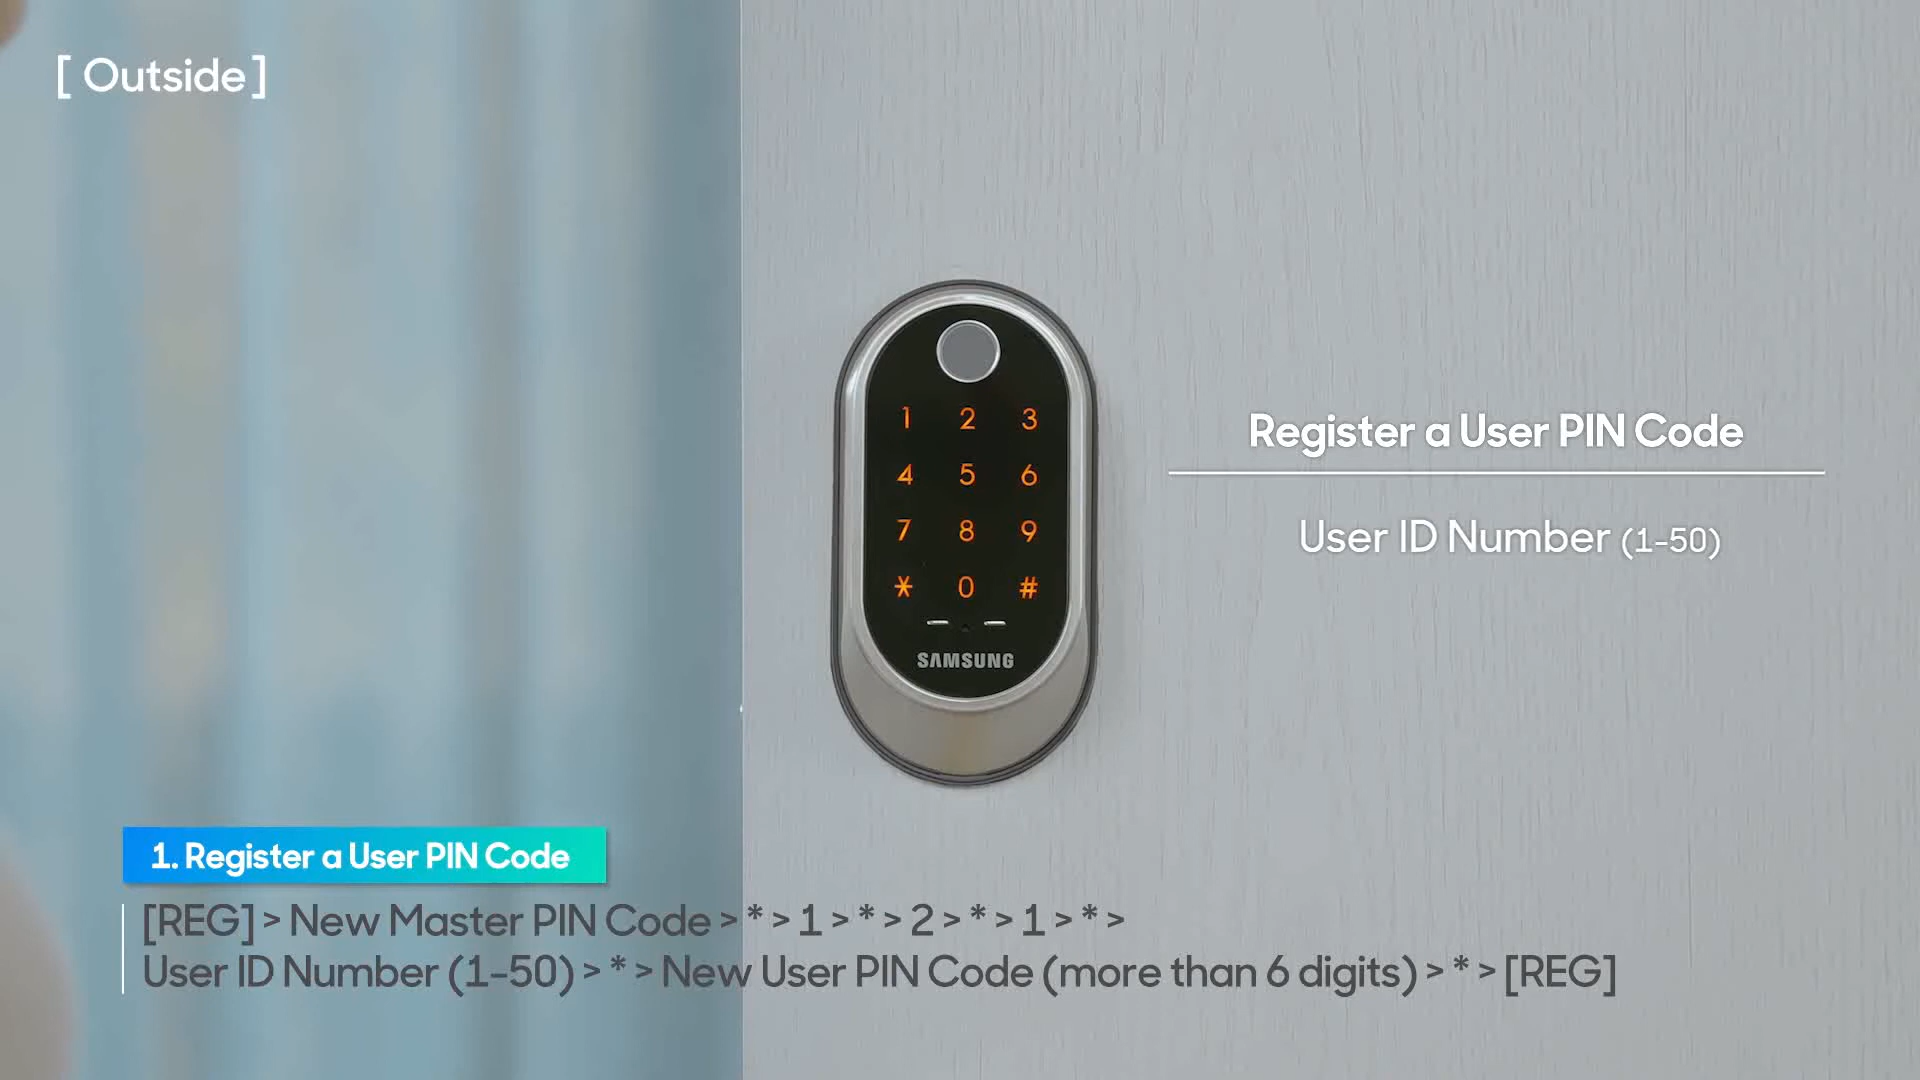 [ Outside ]
1 2 3
4 5 6
7 8 9
* 0 #
SAMSUNG
Register a User PIN Code
User ID Number (1-50)
1. Register a User PIN Code
[REG] > New Master PIN Code > * > 1 > * > 2 > * > 1 > * >
User ID Number (1-50) > * > New User PIN Code (more than 6 digits) > * > [REG]